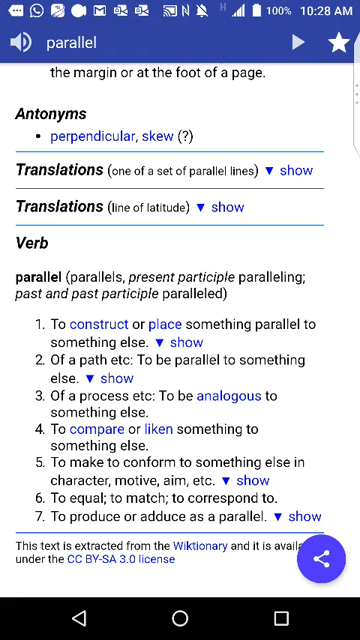 100% 10:28 AM
parallel
the margin or at the foot of a page.
Antonyms
• perpendicular, skew (?)
Translations (one of a set of parallel lines) ▼ show
Translations (line of latitude) ▼ show
Verb
parallel (parallels, present participle paralleling;
past and past participle paralleled)
1. To construct or place something parallel to
something else. ▼ show
2. Of a path etc: To be parallel to something
else. ▼ show
3. Of a process etc: To be analogous to
something else.
4. To compare or liken something to
something else.
5. To make to conform to something else in
character, motive, aim, etc. ▼ show
6. To equal; to match; to correspond to.
7. To produce or adduce as a parallel. ▼ show
This text is extracted from the Wiktionary and it is availa
under the CC BY-SA 3.0 license